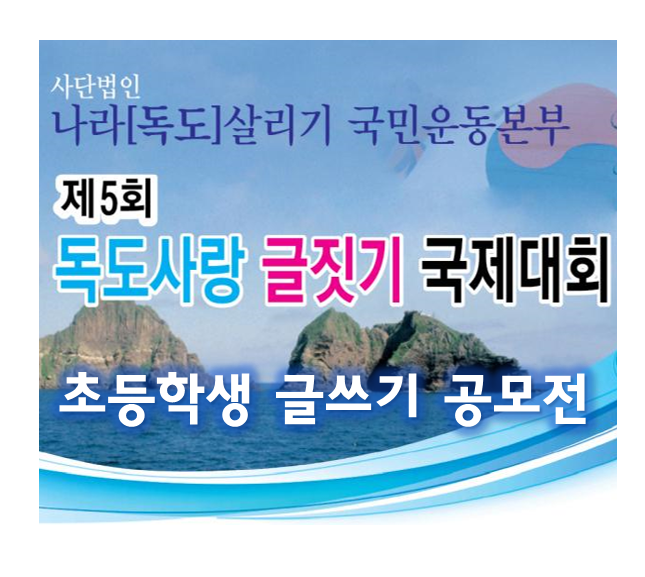 사단법인
나라[독도]살리기 국민운동본부
제5회
독도사랑 글짓기 국제대회
초등학생 글쓰기 공모전